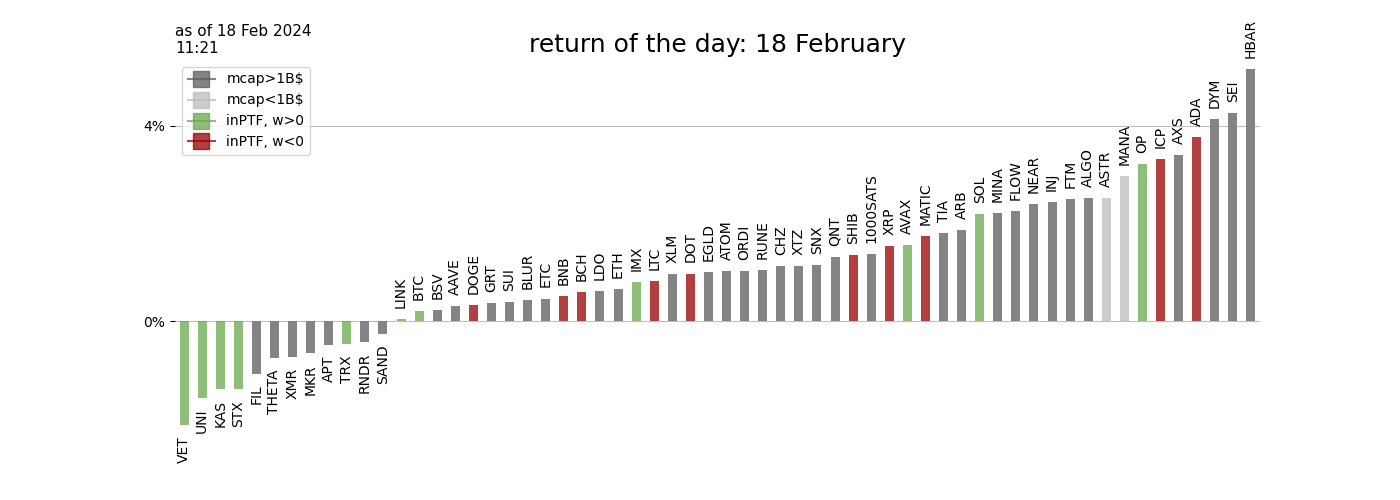 as of 18 Feb 2024
11:21
return of the day: 18 February
mcap>1B$
mcap<1B$
inPTF, w>0
inPTF, w<0
4%
0%
VET
UNI
KAS
STX
FIL
THETA
XMR
MKR
APT
TRX
RNDR
SAND
LINK
BTC
BSV
AAVE
DOGE
GRT
SUI
BLUR
ETC
BNB
BCH
LDO
ETH
IMX
LTC
XLM
DOT
EGLD
ATOM
ORDI
RUNE
CHZ
XTZ
SNX
QNT
SHIB
1000SATS
XRP
AVAX
MATIC
TIA
ARB
SOL
MINA
FLOW
NEAR
INJ
FTM
ALGO
ASTR
MANA
OP
ICP
AXS
ADA
DYM
SEI
HBAR